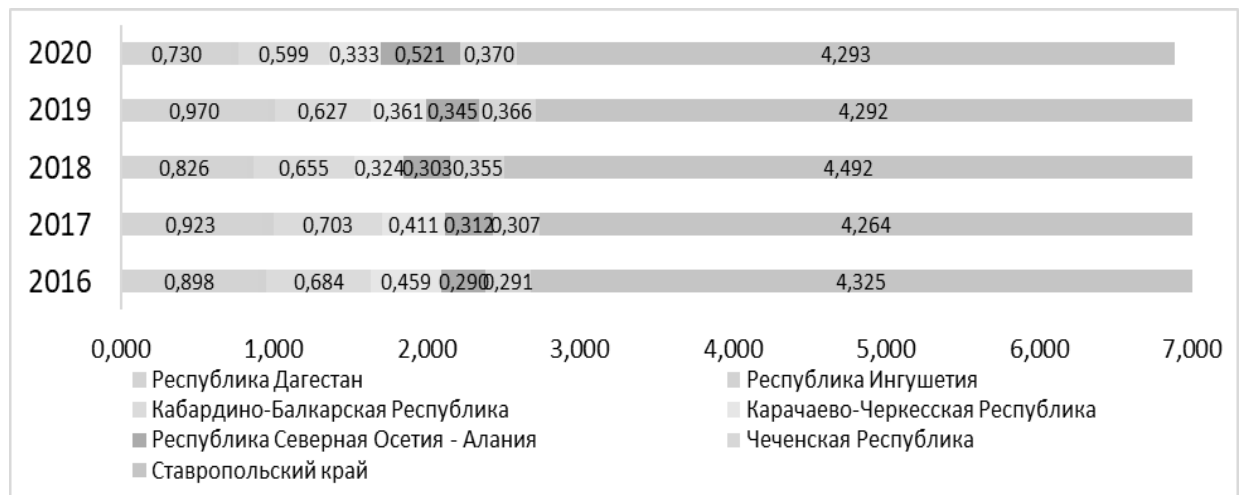 2020 0,730 0,599 0,333 0,521 0,370 4,293
2019 0,970 0,627 0,361 0,345 0,366 4,292
2018 0,826 0,655 0,324 0,303 0,355 4,492
2017 0,923 0,703 0,411 0,312 0,307 4,264
2016 0,898 0,684 0,459 0,290 0,291 4,325
0,000 1,000 2,000 3,000 4,000 5,000 6,000 7,000
Республика Дагестан Республика Ингушетия
Кабардино-Балкарская Республика Карачаево-Черкесская Республика
Республика Северная Осетия - Алания Чеченская Республика
Ставропольский край